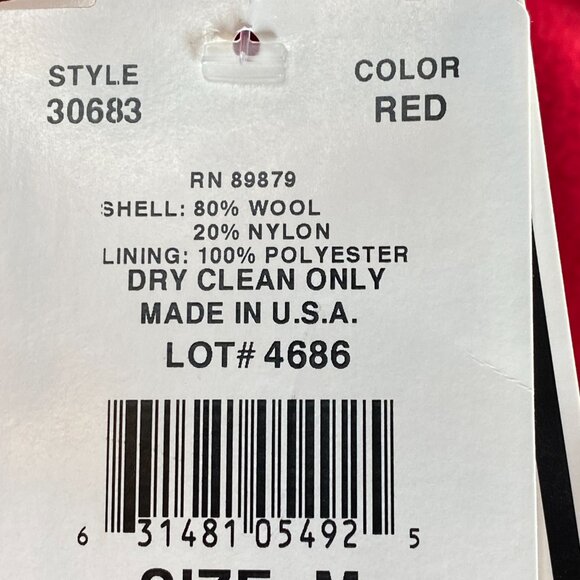 STYLE COLOR
30683 RED
RN 89879
SHELL: 80% WOOL
20% NYLON
LINING: 100% POLYESTER
DRY CLEAN ONLY
MADE IN U.S.A.
LOT# 4686
6 31481 05492 5
SIZE M